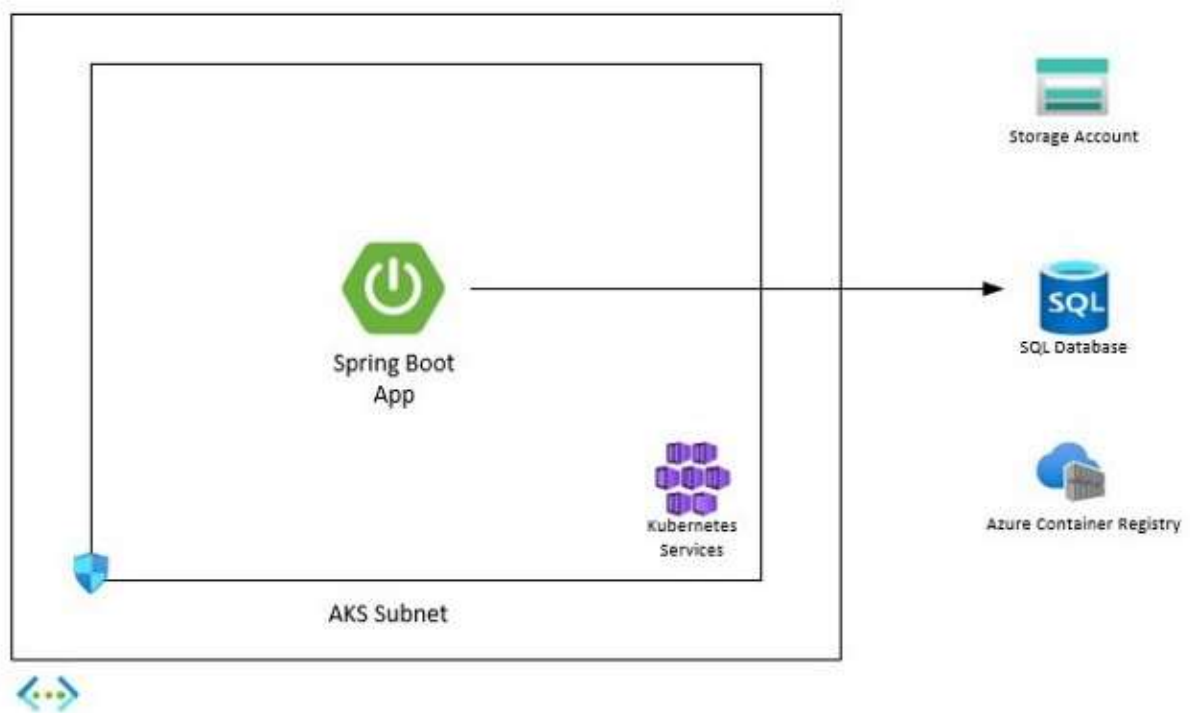 Storage Account
SQL
SQL Database
Spring Boot
App
Kubernetes
Services
Azure Container Registry
AKS Subnet